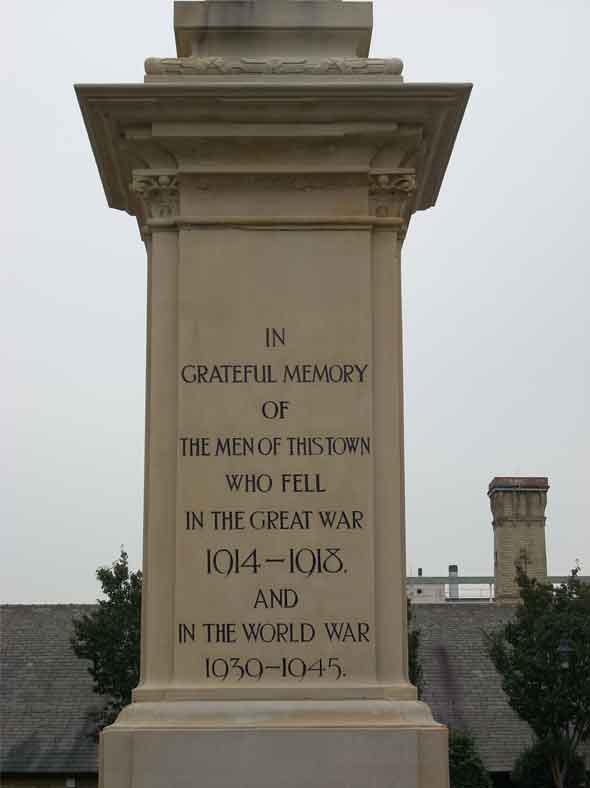 IN
GRATEFUL MEMORY
OF
THE MEN OF THIS TOWN
WHO FELL
IN THE GREAT WAR
1914-1918.
AND
IN THE WORLD WAR
1939-1945.